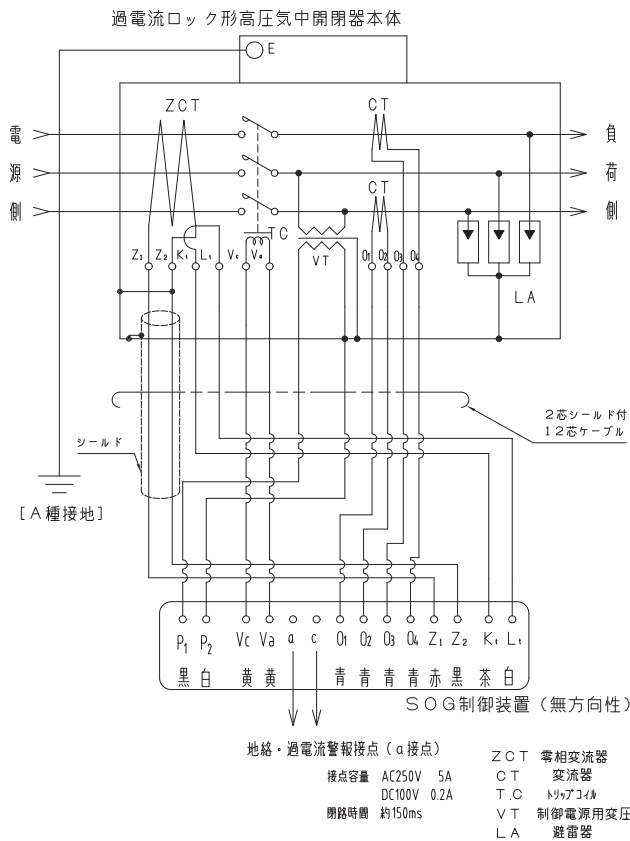 過電流ロック形高圧気中開閉器本体
E
ZCT
CT
電源側
負荷側
CT
TC
VT
Z1 Z2 Kt Lt Vc Va O1 O2 O3 O4
LA
2芯シールド付
12芯ケーブル
シールド
[A種接地]
P1 P2 Vc Va a c O1 O2 O3 O4 Z1 Z2 Kt Lt
黒 白 黄 黄 青 青 青 青 赤 黒 茶 白
SOG制御装置(無方向性)
地絡・過電流警報接点(a接点)
接点容量 AC250V 5A
DC100V 0.2A
閉路時間 約150ms
ZCT 零相変流器
CT 変流器
T.C トリップコイル
VT 制御電源用変圧
LA 避雷器